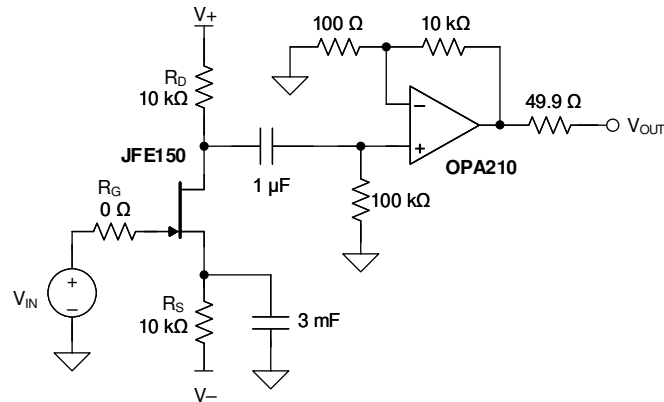 V+
100 Ω
10 kΩ
RD
10 kΩ
−
49.9 Ω
VOUT
JFE150
+
OPA210
1 µF
RG
0 Ω
100 kΩ
+
VIN
−
RS
10 kΩ
3 mF
V−